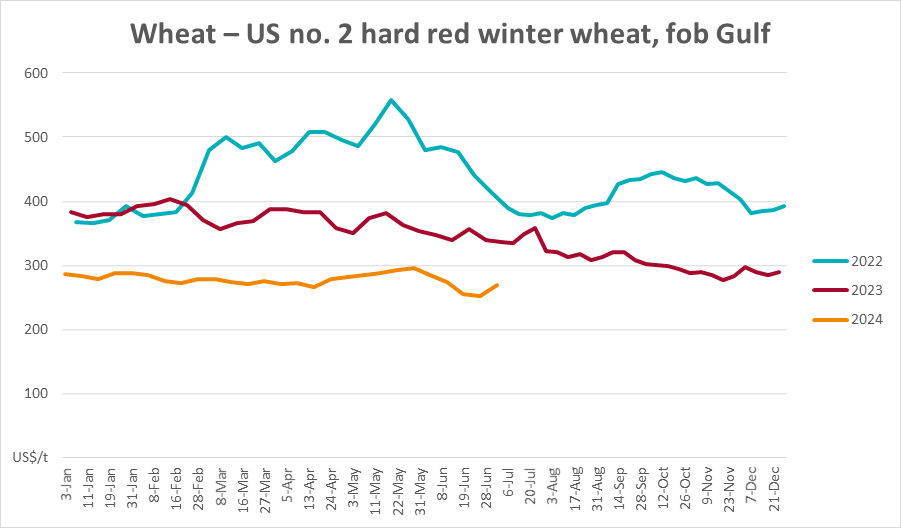 Wheat – US no. 2 hard red winter wheat, fob Gulf
600
500
400
300
200
100
US$/t
2022
2023
2024
3-Jan
11-Jan
19-Jan
31-Jan
8-Feb
16-Feb
28-Feb
8-Mar
16-Mar
27-Mar
5-Apr
13-Apr
24-Apr
3-May
11-May
22-May
31-May
8-Jun
19-Jun
28-Jun
6-Jul
20-Jul
3-Aug
17-Aug
31-Aug
14-Sep
28-Sep
12-Oct
26-Oct
9-Nov
23-Nov
7-Dec
21-Dec